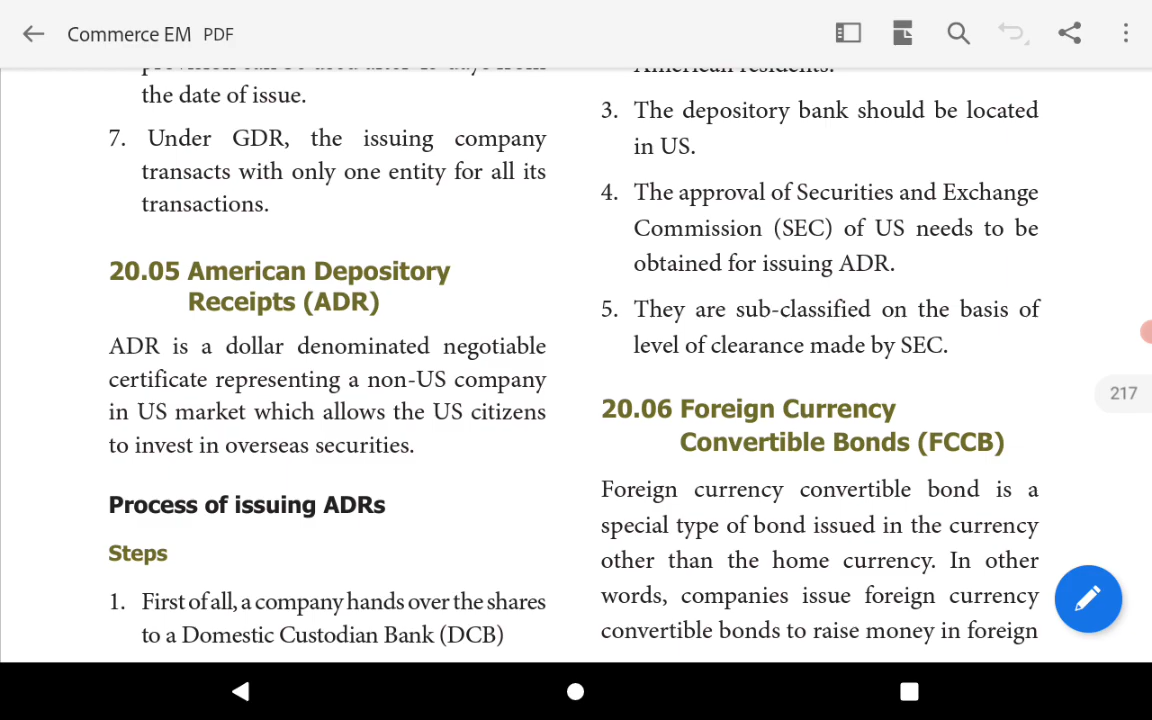 Commerce EM PDF
the date of issue.
7. Under GDR, the issuing company
transacts with only one entity for all its
transactions.
20.05 American Depository
Receipts (ADR)
ADR is a dollar denominated negotiable
certificate representing a non-US company
in US market which allows the US citizens
to invest in overseas securities.
Process of issuing ADRs
Steps
1. First of all, a company hands over the shares
to a Domestic Custodian Bank (DCB)
American residents.
3. The depository bank should be located
in US.
4. The approval of Securities and Exchange
Commission (SEC) of US needs to be
obtained for issuing ADR.
5. They are sub-classified on the basis of
level of clearance made by SEC.
20.06 Foreign Currency
Convertible Bonds (FCCB)
Foreign currency convertible bond is a
special type of bond issued in the currency
other than the home currency. In other
words, companies issue foreign currency
convertible bonds to raise money in foreign
217